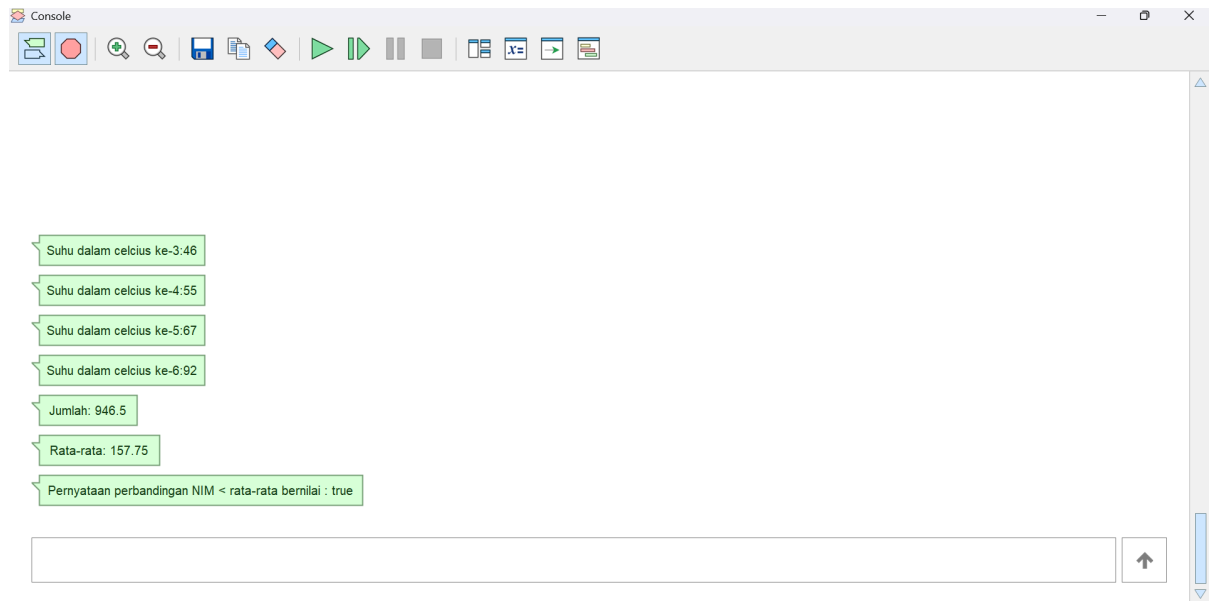 Console
x=
Suhu dalam celcius ke-3:46
Suhu dalam celcius ke-4:55
Suhu dalam celcius ke-5:67
Suhu dalam celcius ke-6:92
Jumlah: 946.5
Rata-rata: 157.75
Pernyataan perbandingan NIM < rata-rata bernilai : true